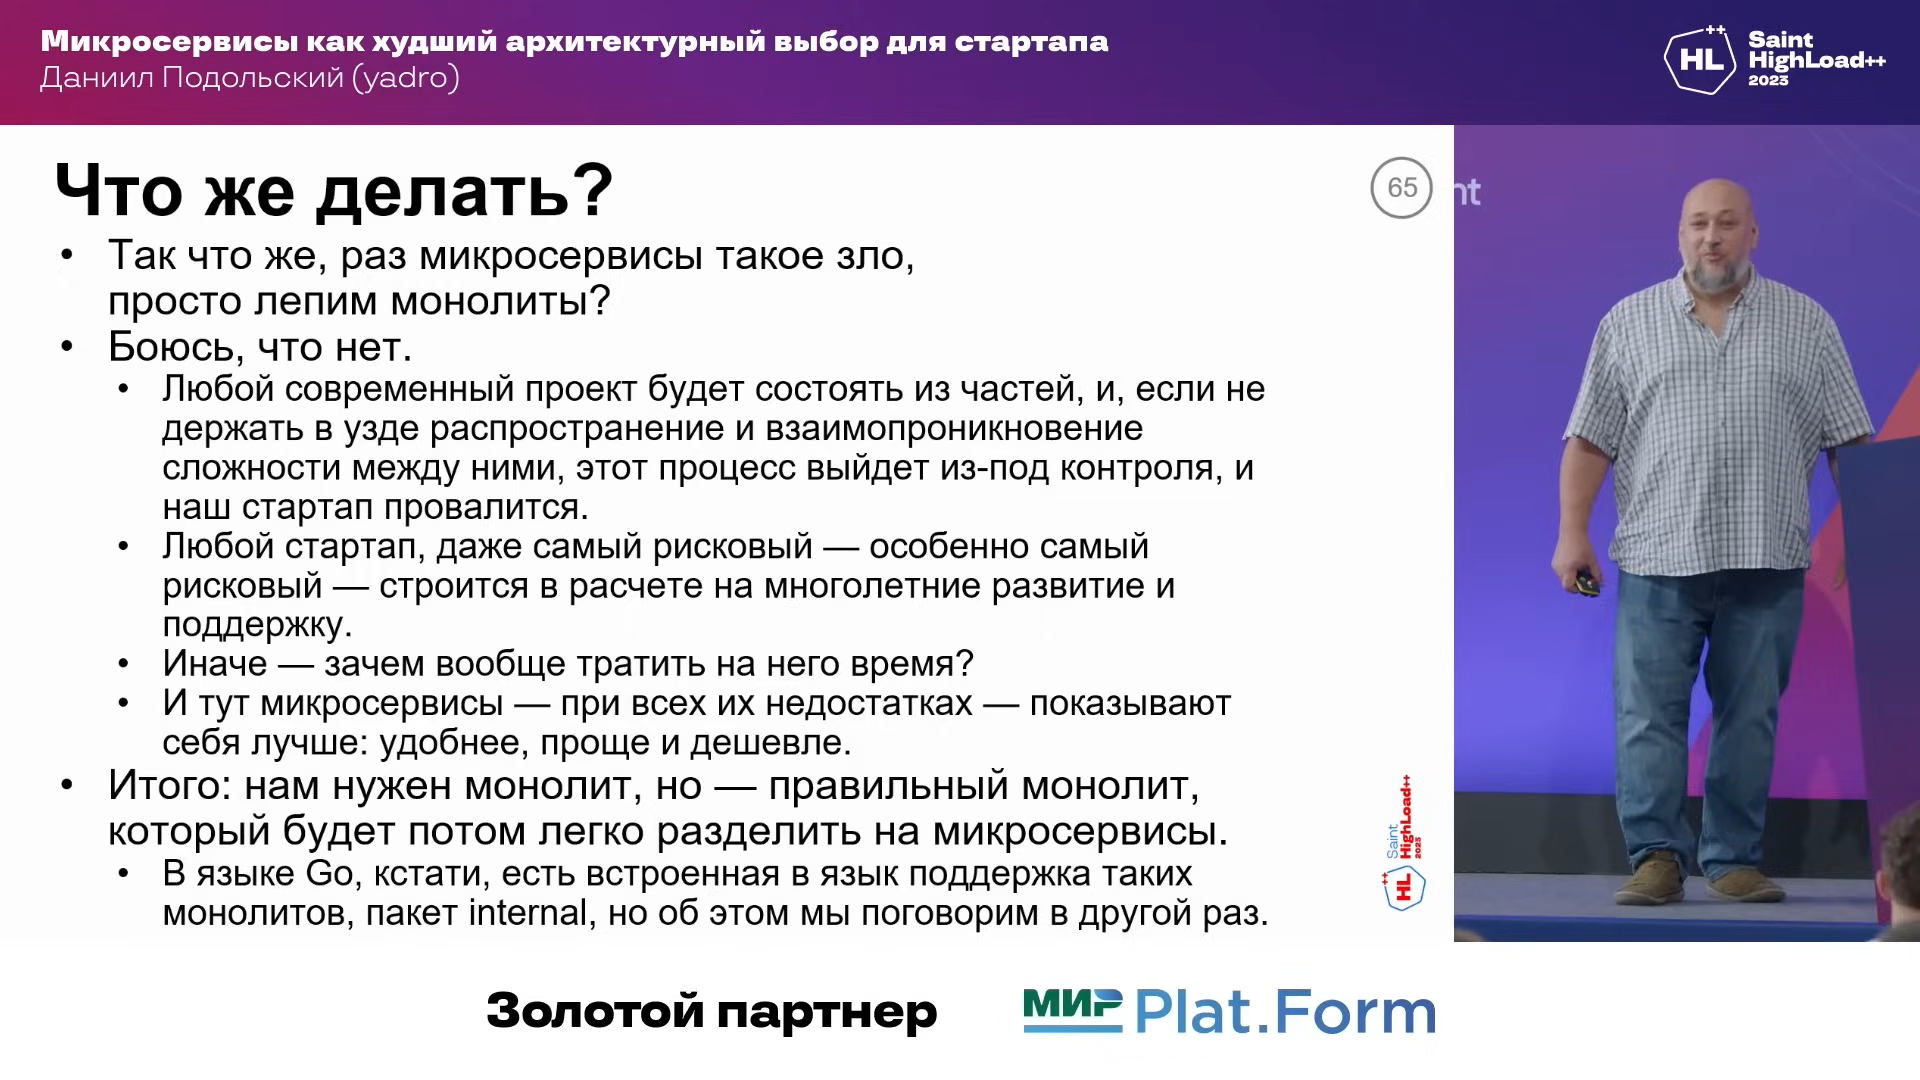 Микросервисы как худший архитектурный выбор для стартапа
Даниил Подольский (yadro)
HL++
Saint
HighLoad++
2023
Что же делать?
65
nt
• Так что же, раз микросервисы такое зло,
просто лепим монолиты?
• Боюсь, что нет.
• Любой современный проект будет состоять из частей, и, если не
держать в узде распространение и взаимопроникновение
сложности между ними, этот процесс выйдет из-под контроля, и
наш стартап провалится.
• Любой стартап, даже самый рисковый — особенно самый
рисковый — строится в расчете на многолетние развитие и
поддержку.
• Иначе — зачем вообще тратить на него время?
• И тут микросервисы — при всех их недостатках — показывают
себя лучше: удобнее, проще и дешевле.
• Итого: нам нужен монолит, но — правильный монолит,
который будет потом легко разделить на микросервисы.
• В языке Go, кстати, есть встроенная в язык поддержка таких
монолитов, пакет internal, но об этом мы поговорим в другой раз.
HL++
Saint
HighLoad++
2023
Золотой партнер
МИР Plat.Form